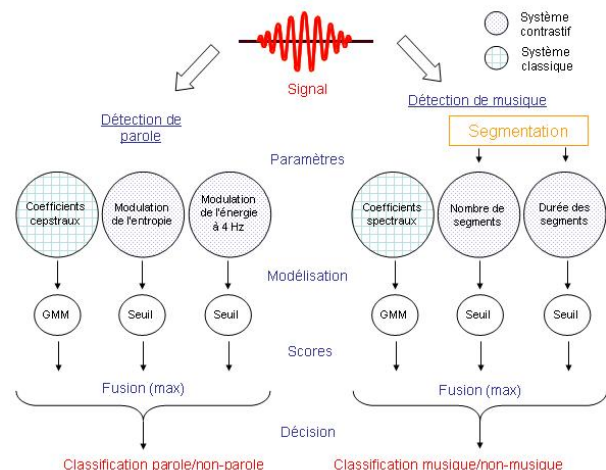 Système
contrastif
Système
classique
Signal
Détection de
parole
Détection de musique
Segmentation
Paramètres
Coefficients
cepstraux
Modulation
de l'entropie
Modulation
de l'énergie
à 4 Hz
Coefficients
spectraux
Nombre de
segments
Durée des
segments
Modélisation
GMM
Seuil
Seuil
GMM
Seuil
Seuil
Scores
Fusion (max)
Fusion (max)
Décision
Classification parole/non-parole
Classification musique/non-musique